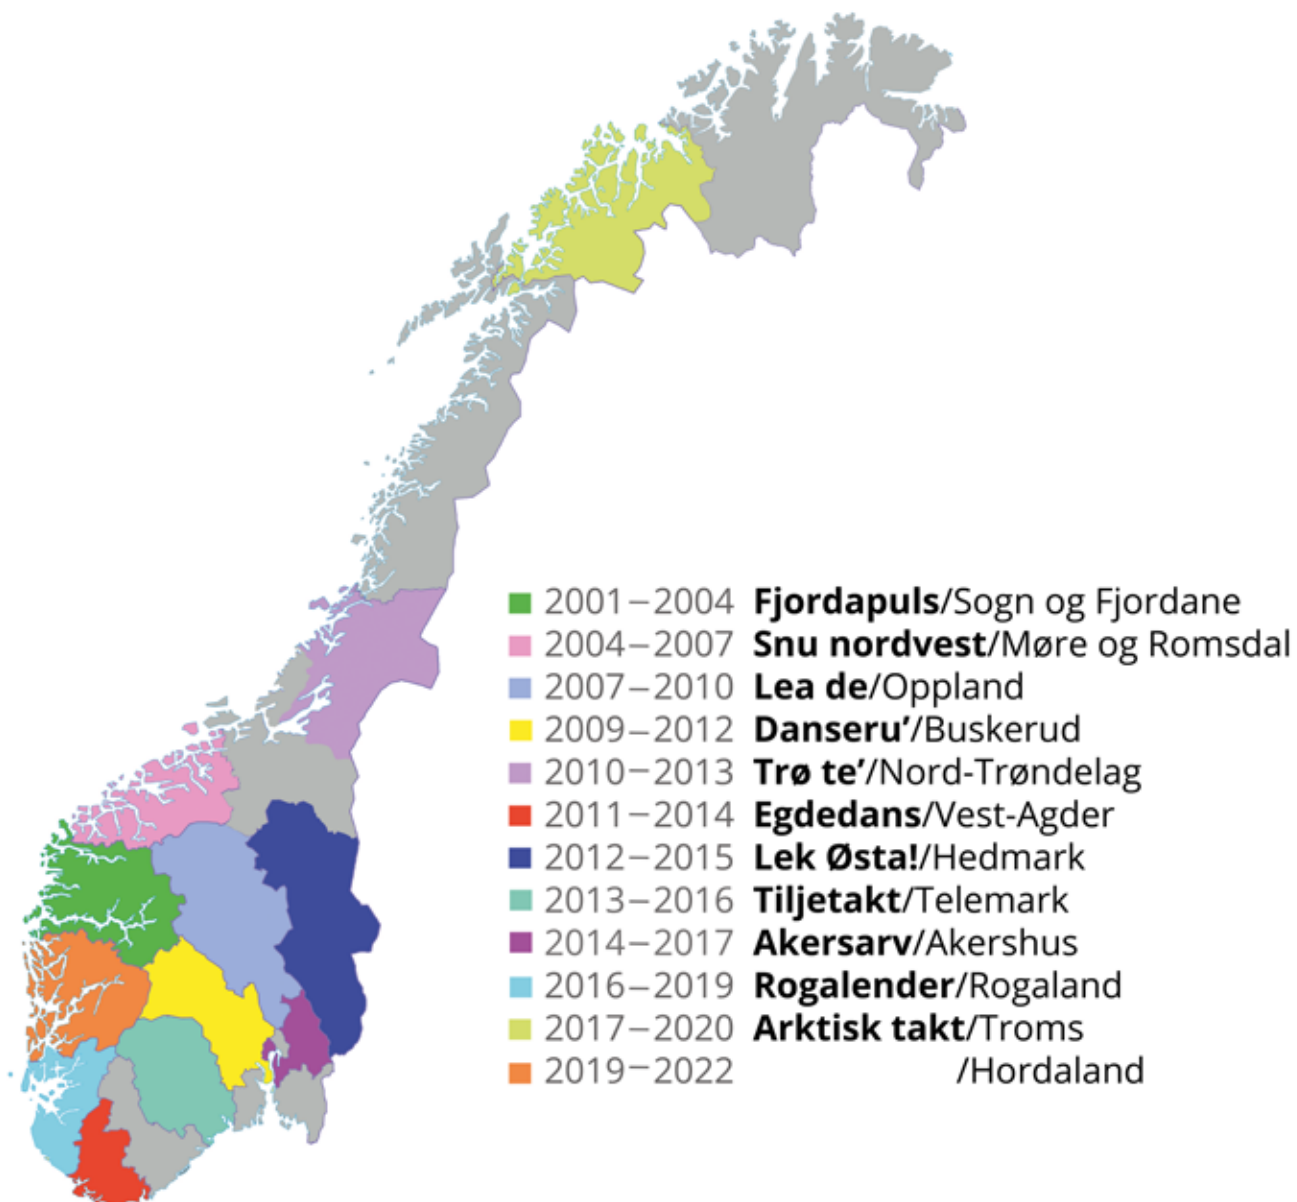 2001–2004 Fjordapuls/Sogn og Fjordane
2004–2007 Snu nordvest/Møre og Romsdal
2007–2010 Lea de/Oppland
2009–2012 Danseru’/Buskerud
2010–2013 Trø te’/Nord-Trøndelag
2011–2014 Egdedans/Vest-Agder
2012–2015 Lek Østa!/Hedmark
2013–2016 Tiljetakt/Telemark
2014–2017 Akersarv/Akershus
2016–2019 Rogalender/Rogaland
2017–2020 Arktisk takt/Troms
2019–2022 /Hordaland